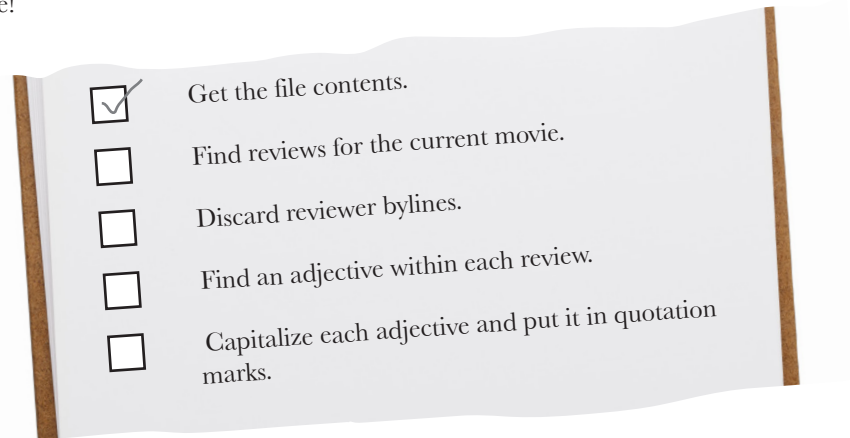 e!
Get the file contents.
Find reviews for the current movie.
Discard reviewer bylines.
Find an adjective within each review.
Capitalize each adjective and put it in quotation
marks.